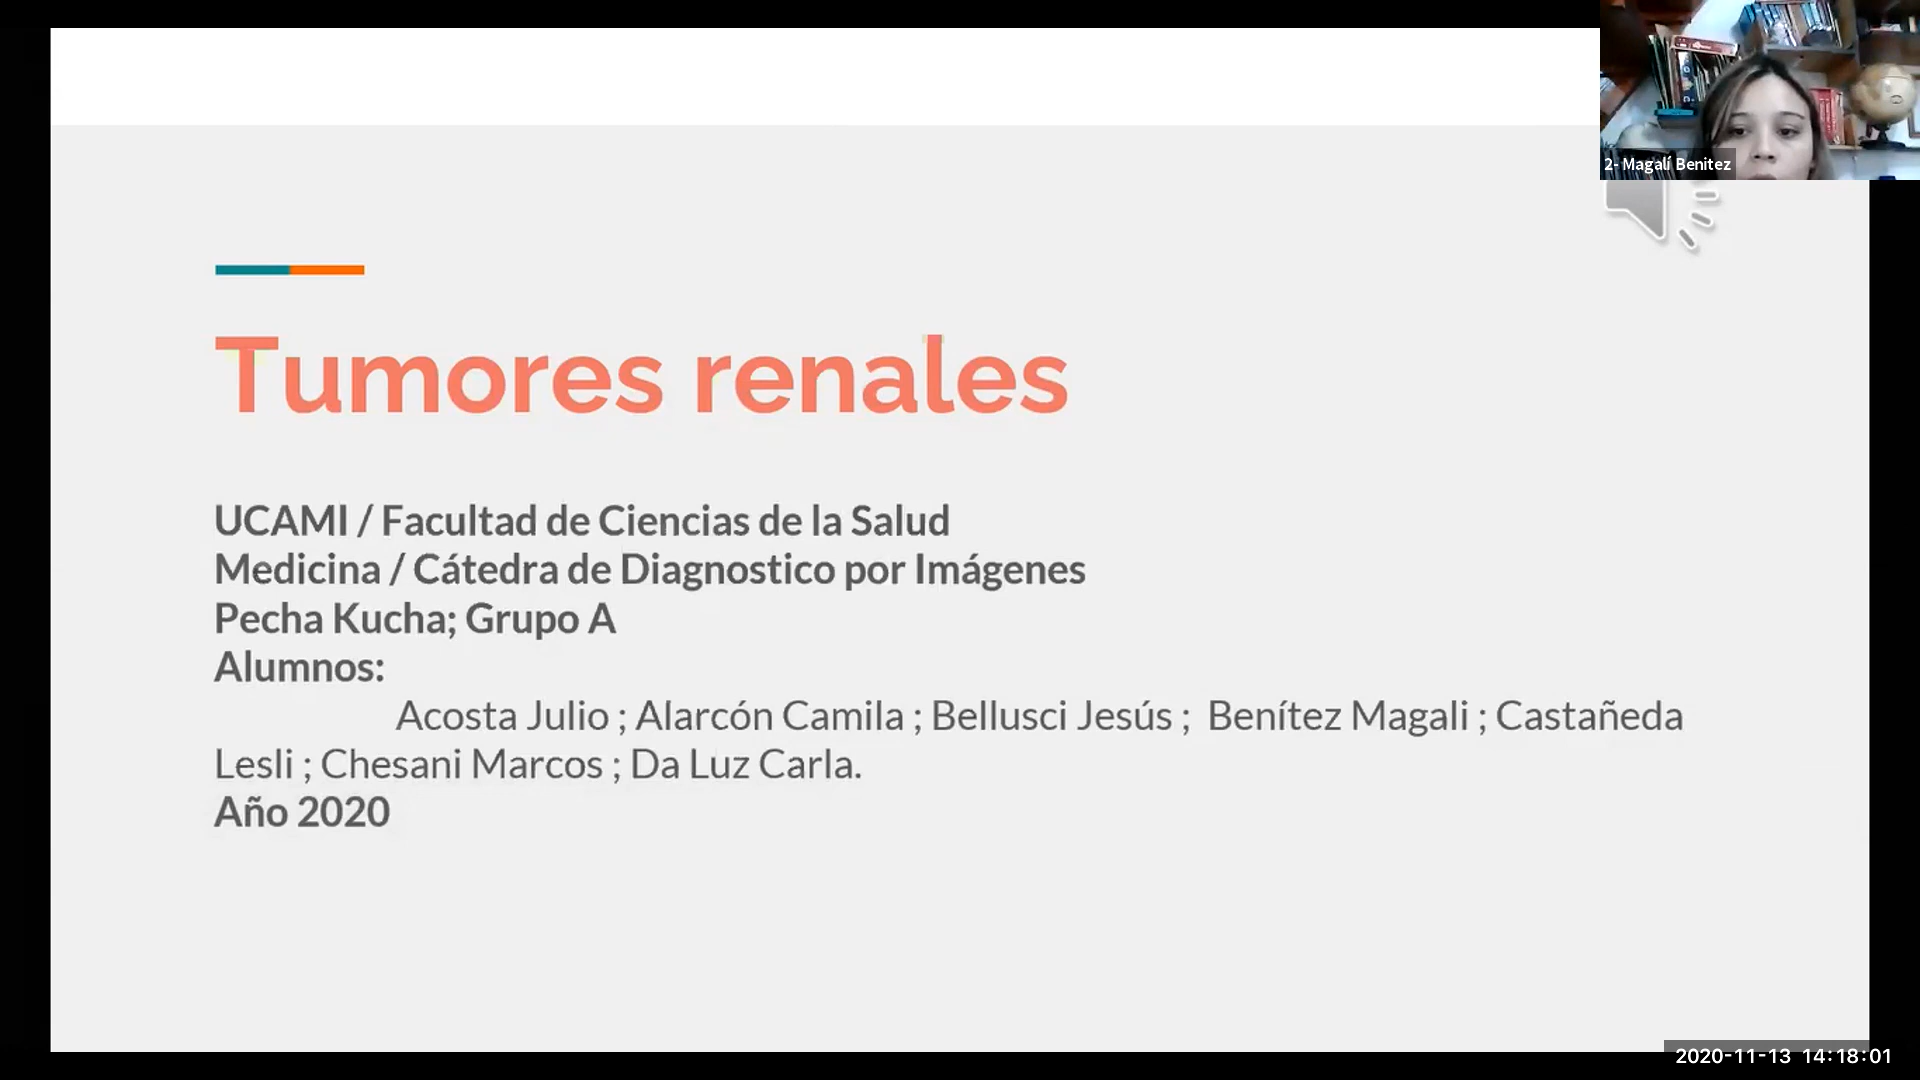 2- Magalí Benitez
Tumores renales
UCAMI / Facultad de Ciencias de la Salud
Medicina / Cátedra de Diagnostico por Imágenes
Pecha Kucha; Grupo A
Alumnos:
Acosta Julio ; Alarcón Camila ; Bellusci Jesús ; Benítez Magali ; Castañeda
Lesli ; Chesani Marcos ; Da Luz Carla.
Año 2020
2020-11-13 14:18:01